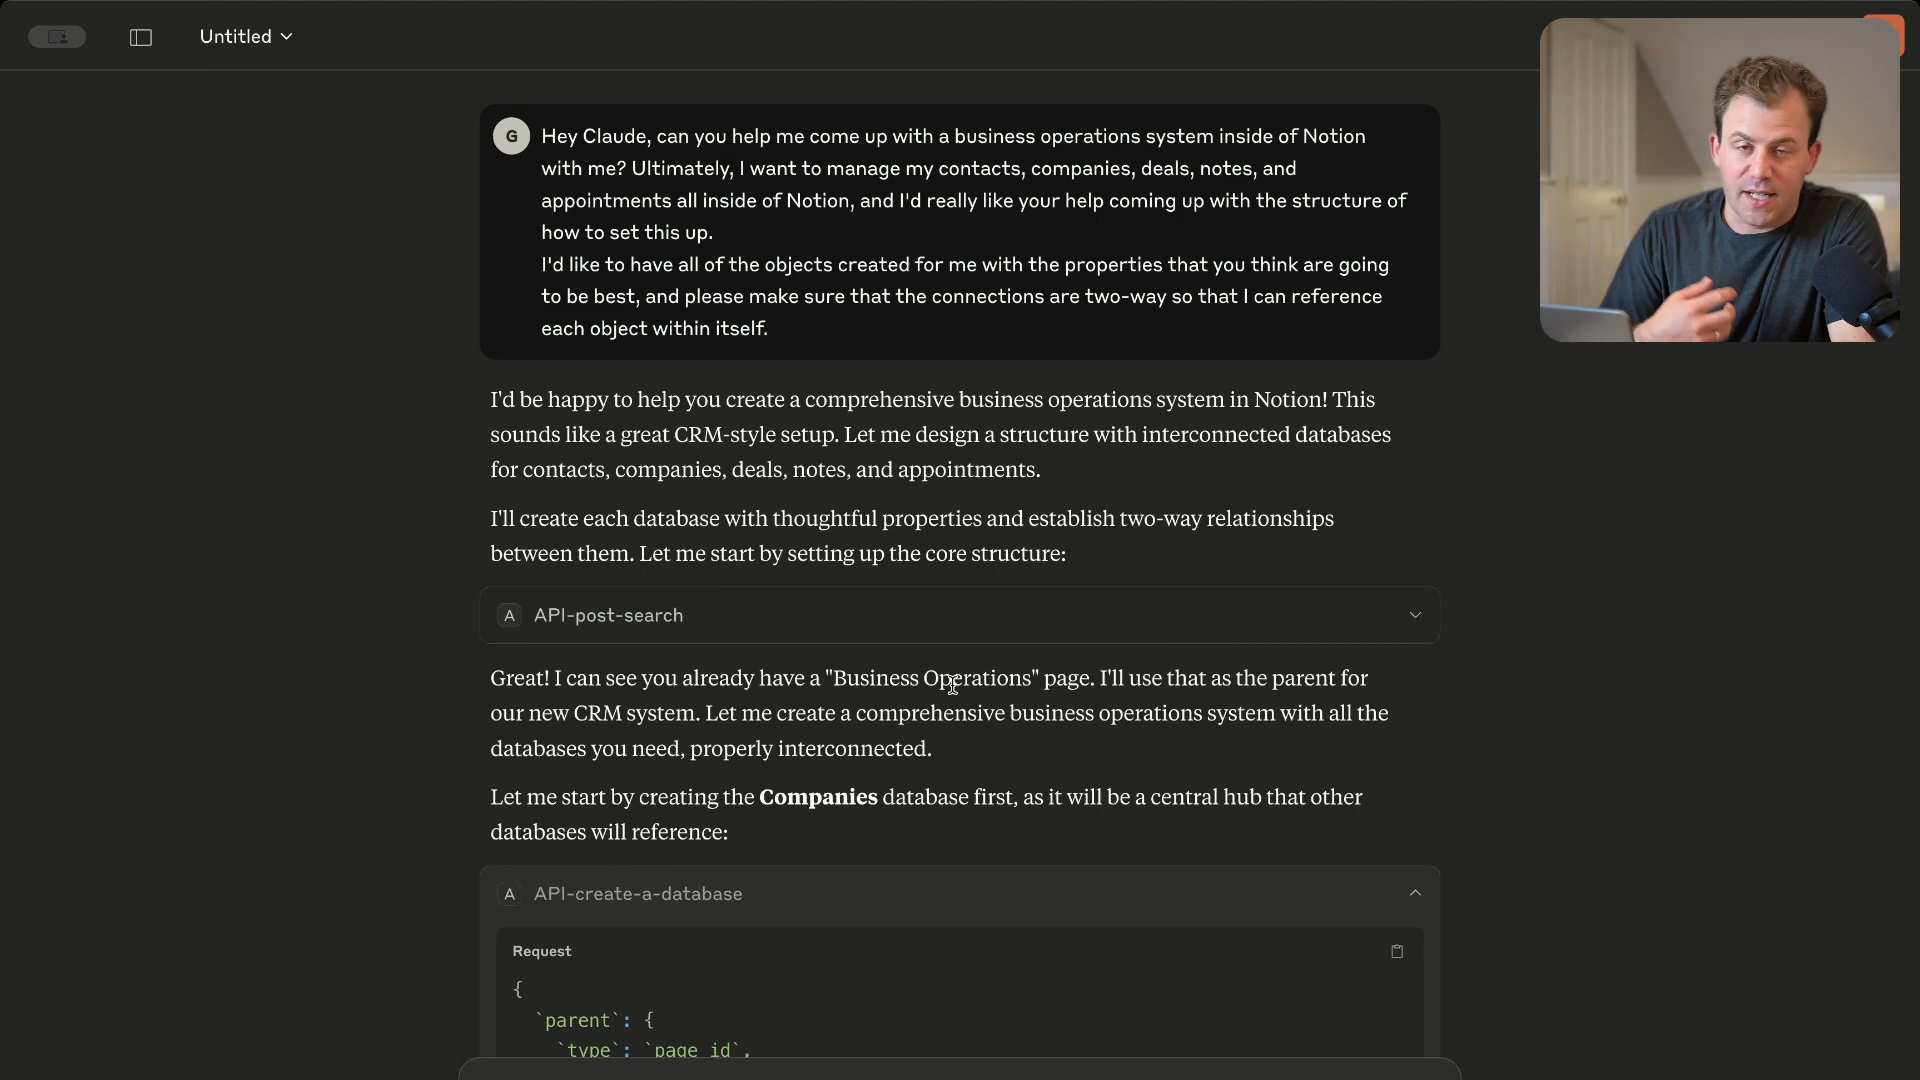 Untitled
G
Hey Claude, can you help me come up with a business operations system inside of Notion
with me? Ultimately, I want to manage my contacts, companies, deals, notes, and
appointments all inside of Notion, and I'd really like your help coming up with the structure of
how to set this up.
I'd like to have all of the objects created for me with the properties that you think are going
to be best, and please make sure that the connections are two-way so that I can reference
each object within itself.
I'd be happy to help you create a comprehensive business operations system in Notion! This
sounds like a great CRM-style setup. Let me design a structure with interconnected databases
for contacts, companies, deals, notes, and appointments.
I'll create each database with thoughtful properties and establish two-way relationships
between them. Let me start by setting up the core structure:
A API-post-search
Great! I can see you already have a "Business Operations" page. I'll use that as the parent for
our new CRM system. Let me create a comprehensive business operations system with all the
databases you need, properly interconnected.
Let me start by creating the Companies database first, as it will be a central hub that other
databases will reference:
A API-create-a-database
Request
{
`parent`: {
`type`: `page_id`,